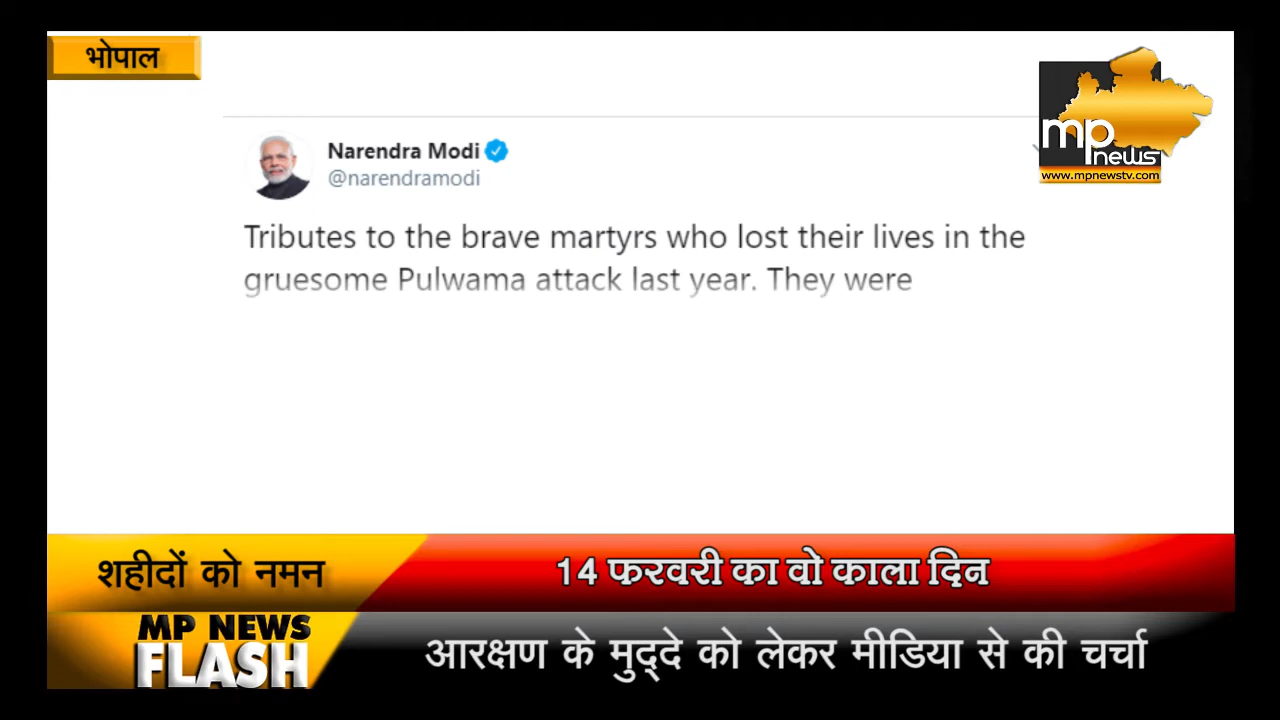 भोपाल
mp news
www.mpnewstv.com
Narendra Modi
@narendramodi
Tributes to the brave martyrs who lost their lives in the
gruesome Pulwama attack last year. They were
शहीदों को नमन
14 फरवरी का वो काला दिन
MP NEWS
FLASH
आरक्षण के मुद्दे को लेकर मीडिया से की चर्चा